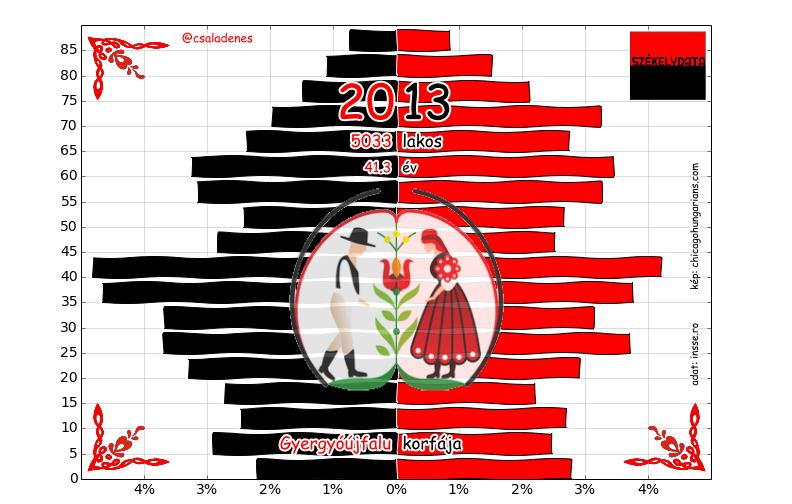 @csaladenes
SZÉKELYDATA
2013
5033 lakos
41.3 év
kép: chicagohungarians.com
adat: insse.ro
Gyergyóújfalu korfája
85
80
75
70
65
60
55
50
45
40
35
30
25
20
15
10
5
0
4% 3% 2% 1% 0% 1% 2% 3% 4%